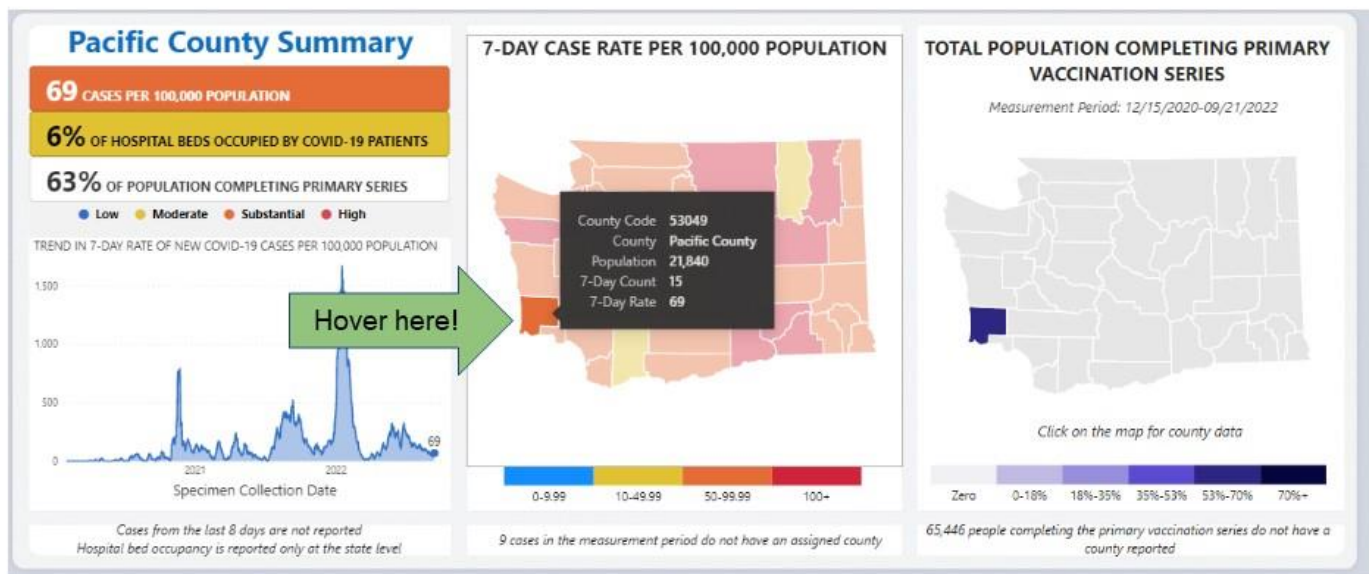 Pacific County Summary
69 CASES PER 100,000 POPULATION
6% OF HOSPITAL BEDS OCCUPIED BY COVID-19 PATIENTS
63% OF POPULATION COMPLETING PRIMARY SERIES
Low Moderate Substantial High
TREND IN 7-DAY RATE OF NEW COVID-19 CASES PER 100,000 POPULATION
1,500
1,000
500
0
69
2021 2022
Specimen Collection Date
Cases from the last 8 days are not reported
Hospital bed occupancy is reported only at the state level
Hover here!
7-DAY CASE RATE PER 100,000 POPULATION
County Code 53049
County Pacific County
Population 21,840
7-Day Count 15
7-Day Rate 69
0-9.99 10-49.99 50-99.99 100+
9 cases in the measurement period do not have an assigned county
TOTAL POPULATION COMPLETING PRIMARY
VACCINATION SERIES
Measurement Period: 12/15/2020-09/21/2022
Click on the map for county data
Zero 0-18% 18%-35% 35%-53% 53%-70% 70%+
65,446 people completing the primary vaccination series do not have a
county reported